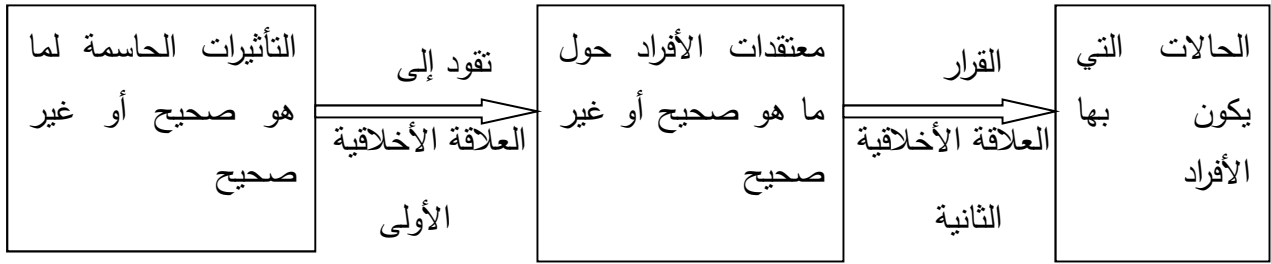 التأثيرات الحاسمة لما
هو صحيح أو غير
صحيح
تقود إلى
العلاقة الأخلاقية
الأولى
معتقدات الأفراد حول
ما هو صحيح أو غير
صحيح
القرار
العلاقة الأخلاقية
الثانية
الحالات التي
يكون بها
الأفراد